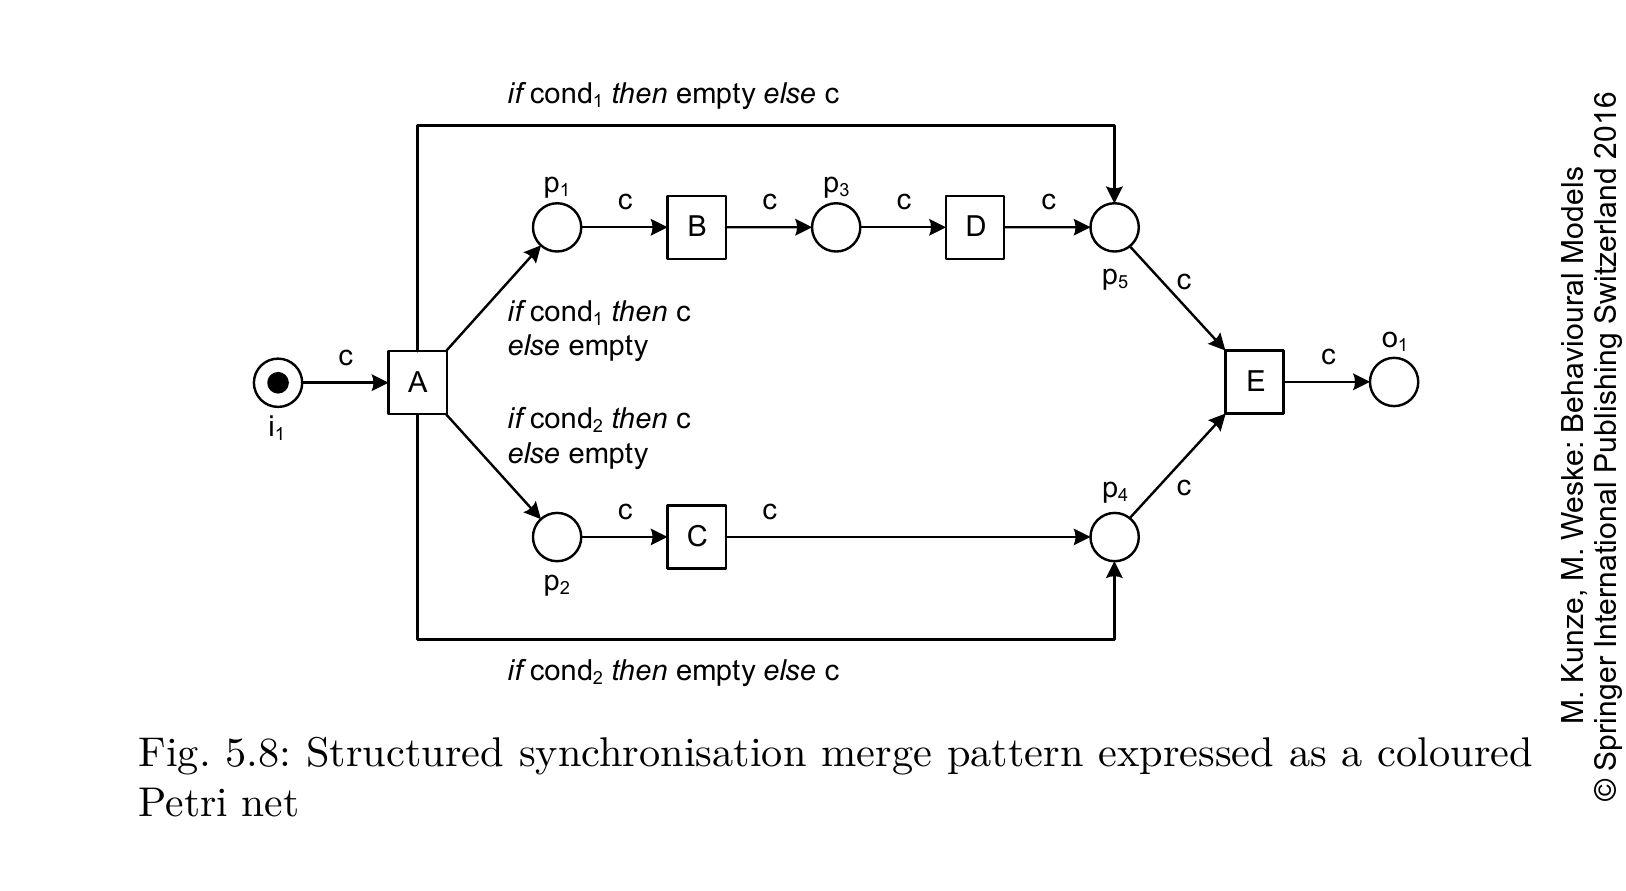 if cond₁ then empty else c
p₁
c
B
c
p₃
c
D
c
p₅
c
if cond₁ then c
else empty
i₁
c
A
E
c
o₁
if cond₂ then c
else empty
p₂
c
C
c
p₄
c
if cond₂ then empty else c
Fig. 5.8: Structured synchronisation merge pattern expressed as a coloured
Petri net
M. Kunze, M. Weske: Behavioural Models
© Springer International Publishing Switzerland 2016